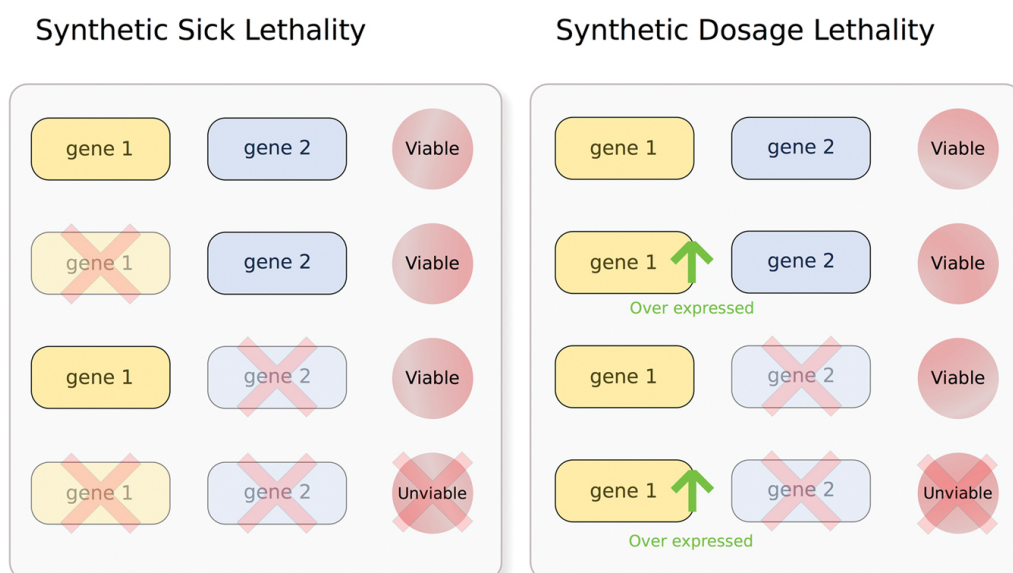 Synthetic Sick Lethality
gene 1 gene 2 Viable
gene 1 gene 2 Viable
gene 1 gene 2 Viable
gene 1 gene 2 Unviable
Synthetic Dosage Lethality
gene 1 gene 2 Viable
gene 1 gene 2 Viable
Over expressed
gene 1 gene 2 Viable
gene 1 gene 2 Unviable
Over expressed